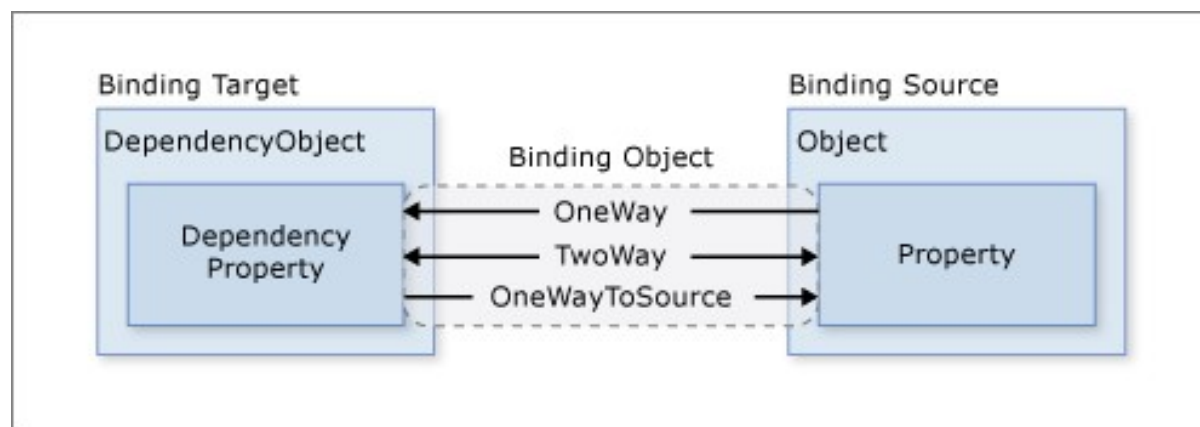 Binding Target
Binding Source
DependencyObject
Object
Binding Object
Dependency
Property
OneWay
TwoWay
OneWayToSource
Property